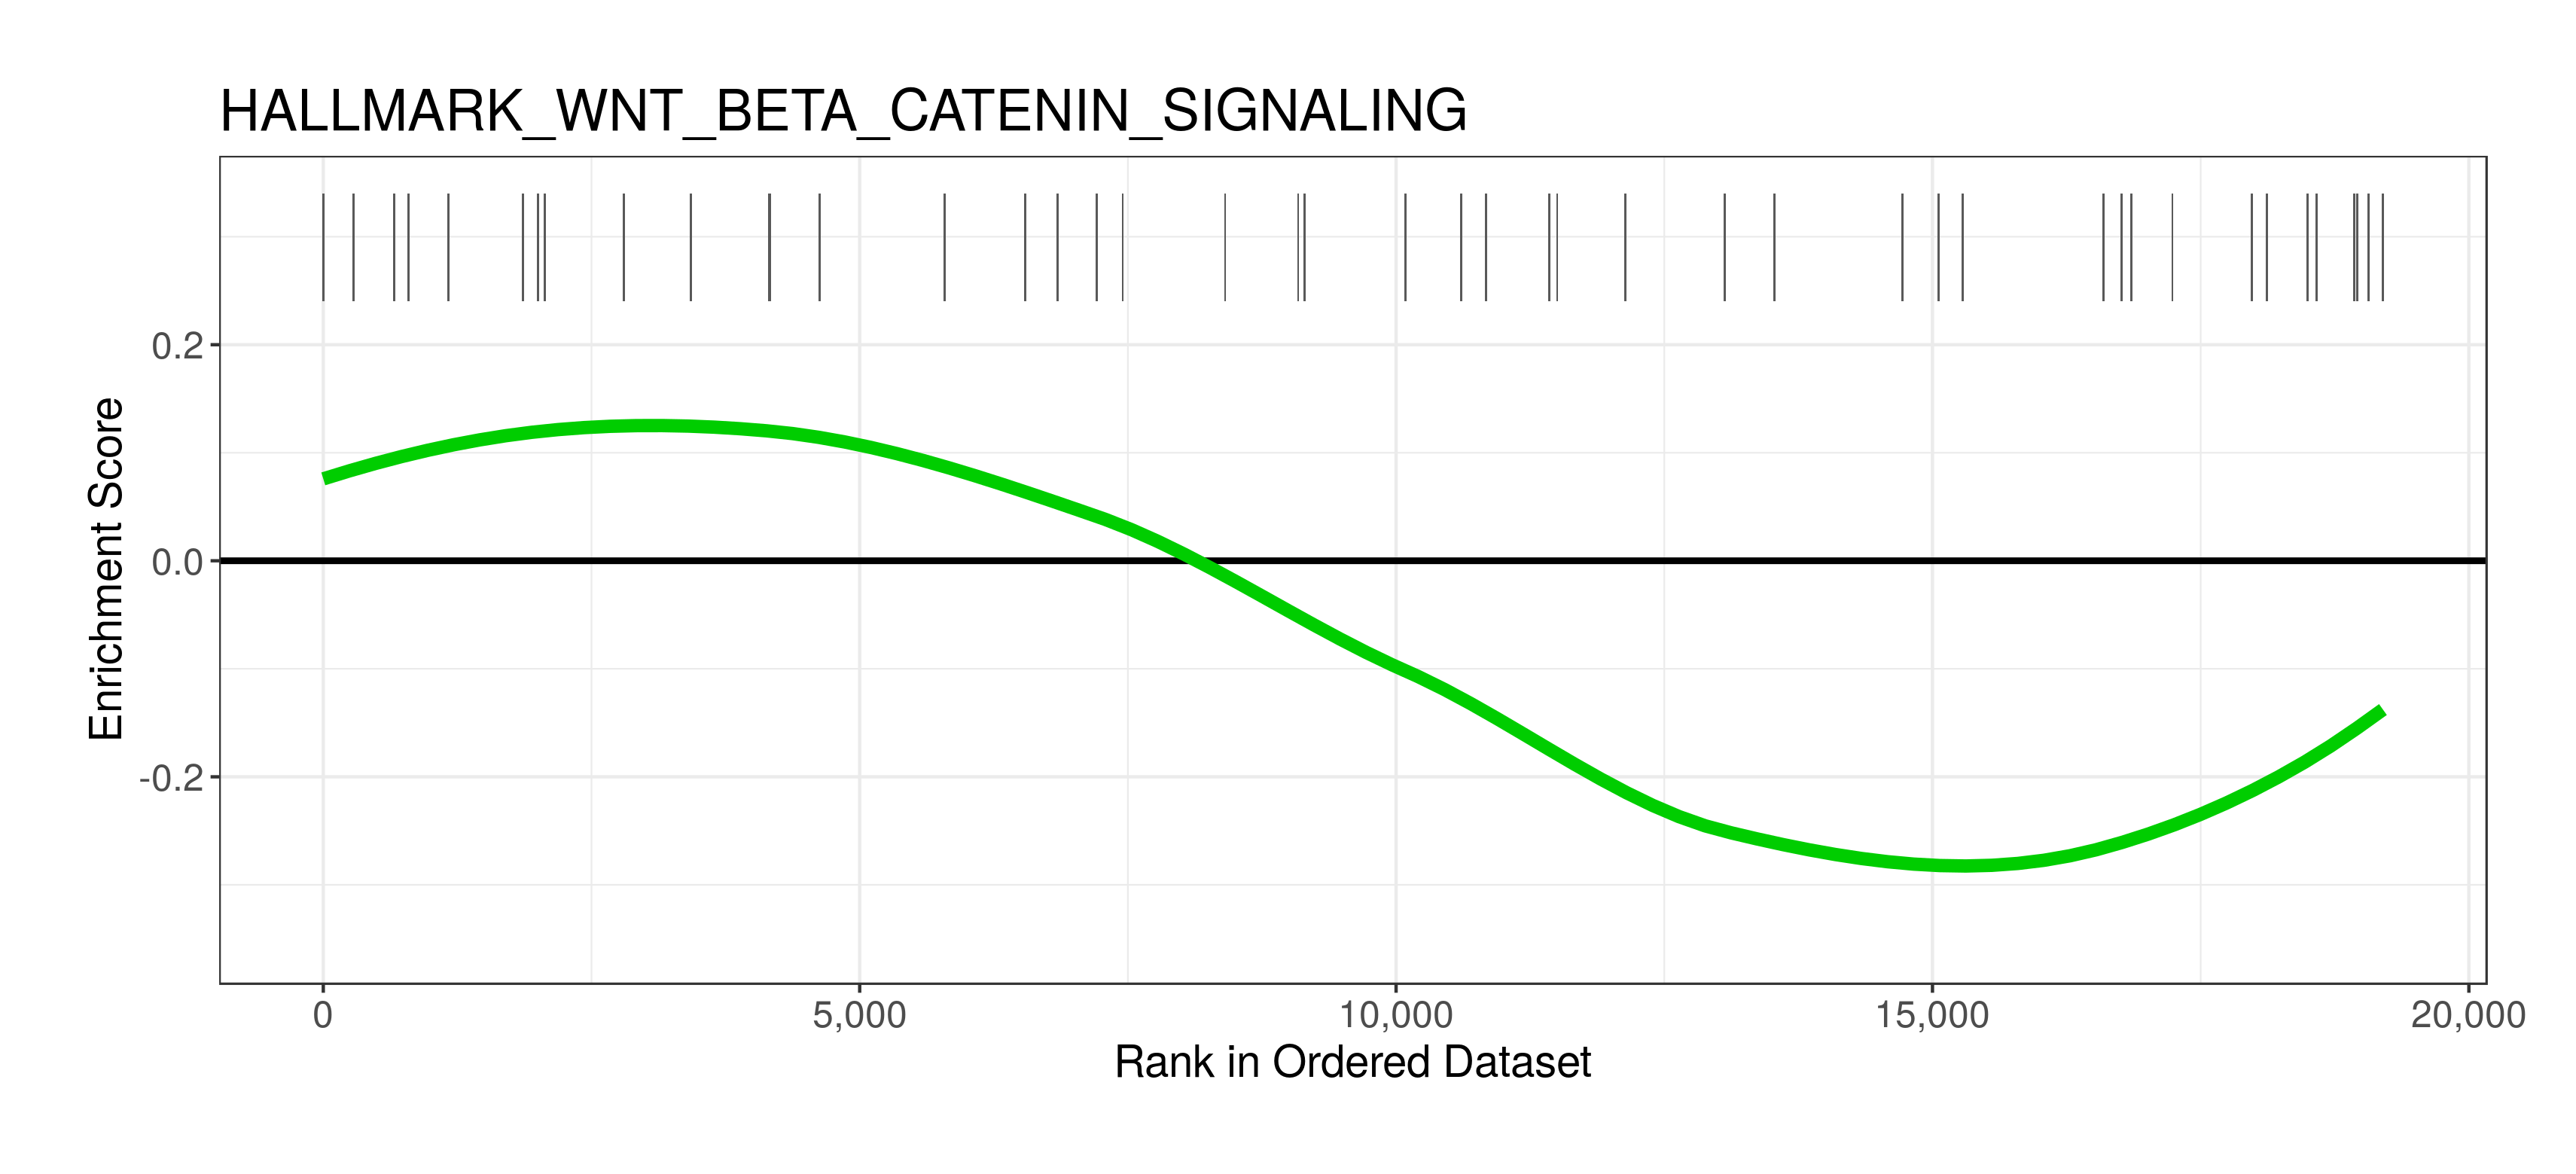 HALLMARK_WNT_BETA_CATENIN_SIGNALING
Enrichment Score
0.2
0.0
-0.2
0 5,000 10,000 15,000 20,000
Rank in Ordered Dataset